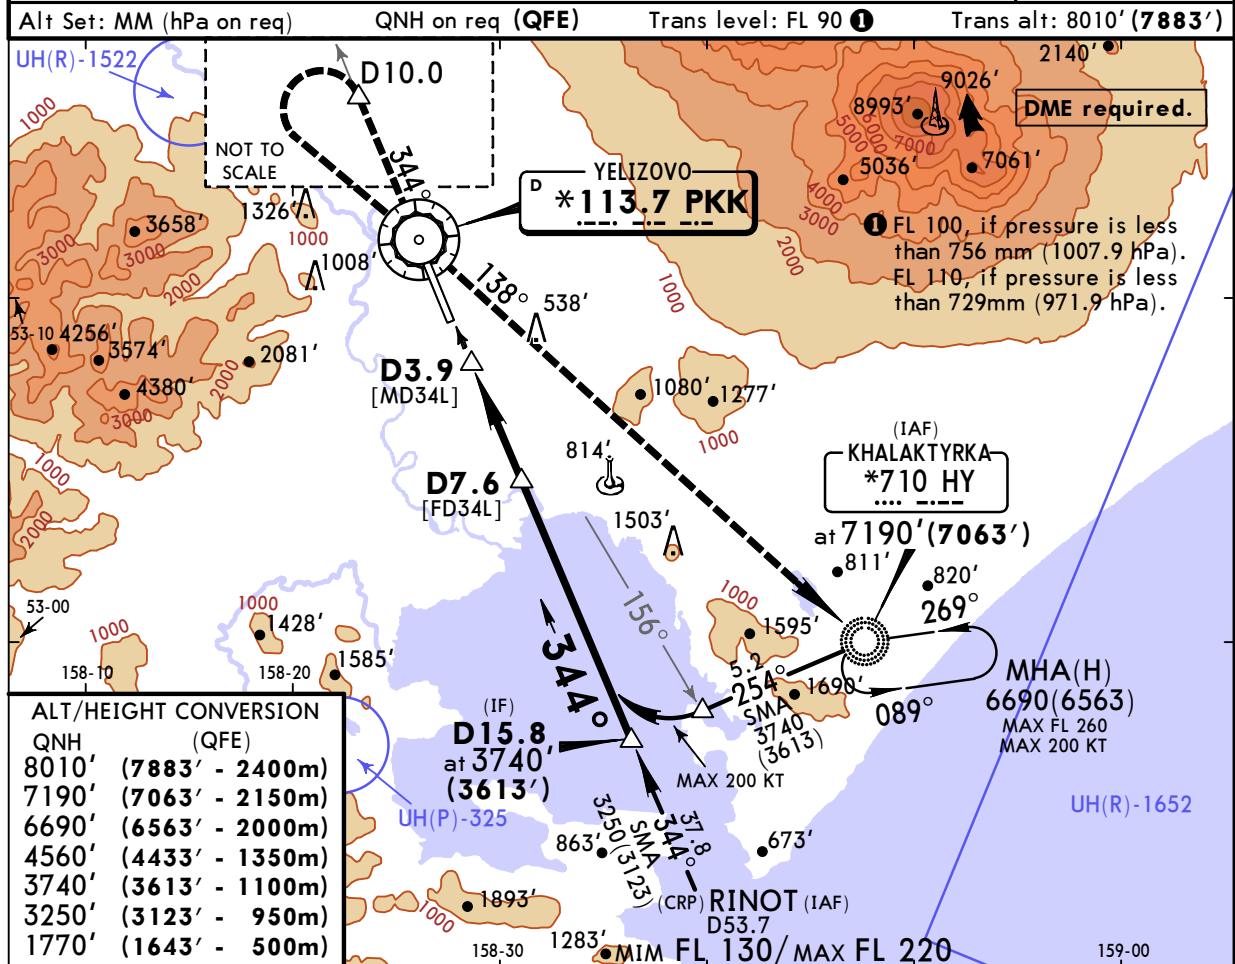 Alt Set: MM (hPa on req) QNH on req (QFE) Trans level: FL 90 ❶ Trans alt: 8010′ (7883′)
UH(R)-1522
1000
D10.0
NOT TO
SCALE
344°
YELIZOVO
D
*113.7 PKK
2140′
9026′
8993′
DME required.
5000
6000
7000
5036′
7061′
4000
3000
2000
1000
❶ FL 100, if pressure is less
than 756 mm (1007.9 hPa).
FL 110, if pressure is less
than 729mm (971.9 hPa).
1326′
1000
1008′
3658′
3000
3000
2000
53-10
4256′
3574′
4380′
3000
2081′
2000
138°
538′
D3.9
[MD34L]
1080′
1277′
1000
(IAF)
KHALAKTYRKA
*710 HY
at 7190′ (7063′)
814′
D7.6
[FD34L]
1503′
1000
2000
811′
820′
269°
156°
53-00
1000
1000
1428′
1585′
158-10
158-20
1000
1595′
5.2
254°
SMA
3740
(3613)
1690′
089°
MHA(H)
6690(6563)
MAX FL 260
MAX 200 KT
344°
(IF)
D15.8
at 3740′
(3613′)
MAX 200 KT
UH(P)-325
UH(R)-1652
ALT/HEIGHT CONVERSION
QNH (QFE)
8010′ (7883′ - 2400m)
7190′ (7063′ - 2150m)
6690′ (6563′ - 2000m)
4560′ (4433′ - 1350m)
3740′ (3613′ - 1100m)
3250′ (3123′ - 950m)
1770′ (1643′ - 500m)
863′
3250(3123)
SMA
344°
37.8
673′
1893′
1000
(CRP) RINOT (IAF)
D53.7
1283′
MIM FL 130/MAX FL 220
158-30
159-00